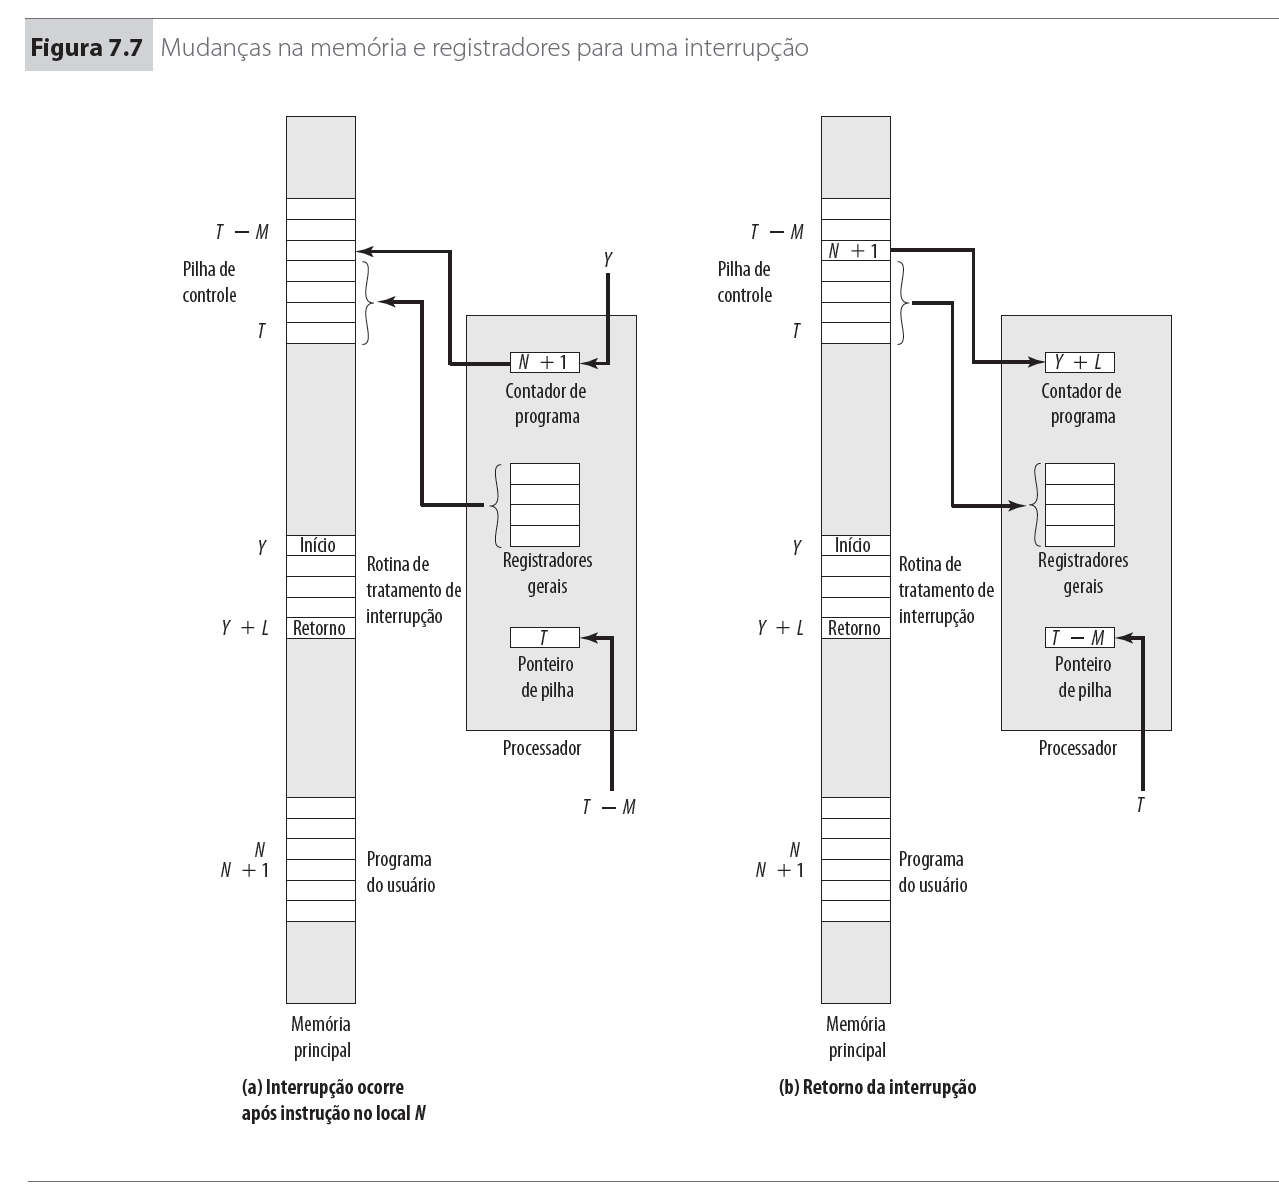 Figura 7.7 Mudanças na memória e registradores para uma interrupção
T − M
Pilha de
controle
T
Y
N + 1
Contador de
programa
Y
Início
Rotina de
tratamento de
interrupção
Y + L
Retorno
Registradores
gerais
T
Ponteiro
de pilha
Processador
T − M
N
N + 1
Programa
do usuário
Memória
principal
(a) Interrupção ocorre
após instrução no local N
T − M
N + 1
Pilha de
controle
T
Y + L
Contador de
programa
Y
Início
Rotina de
tratamento de
interrupção
Y + L
Retorno
Registradores
gerais
T − M
Ponteiro
de pilha
Processador
T
N
N + 1
Programa
do usuário
Memória
principal
(b) Retorno da interrupção